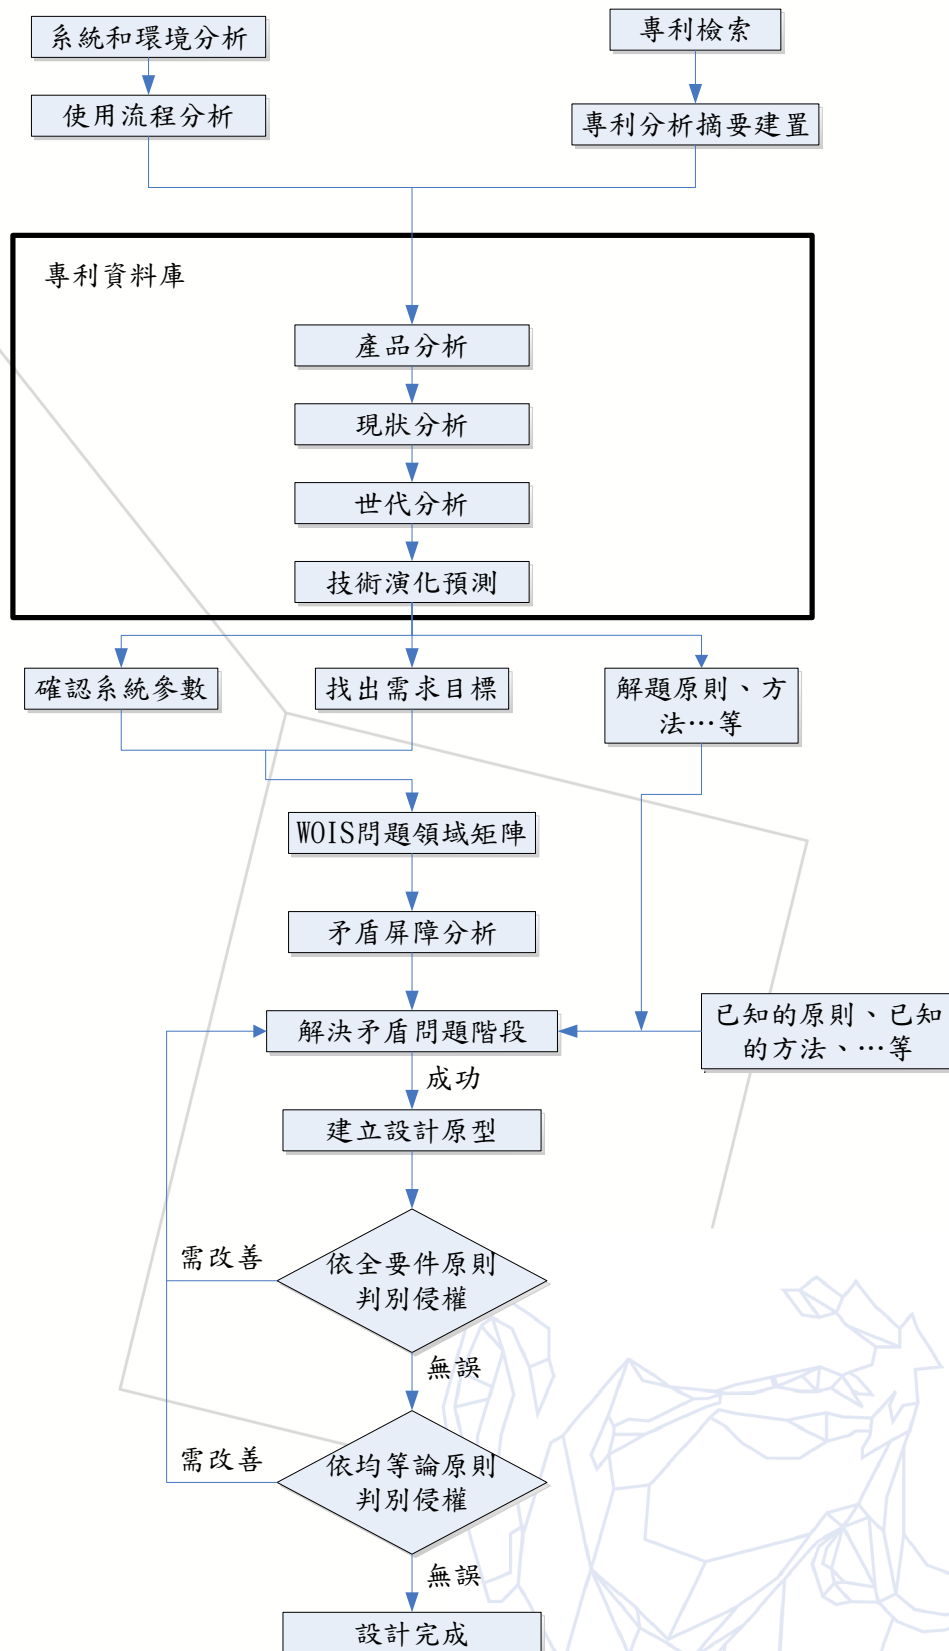 系統和環境分析
專利檢索
使用流程分析
專利分析摘要建置
專利資料庫
產品分析
現狀分析
世代分析
技術演化預測
確認系統參數
找出需求目標
解題原則、方
法…等
WOIS問題領域矩陣
矛盾屏障分析
解決矛盾問題階段
已知的原則、已知
的方法、…等
成功
建立設計原型
需改善
依全要件原則
判別侵權
無誤
需改善
依均等論原則
判別侵權
無誤
設計完成